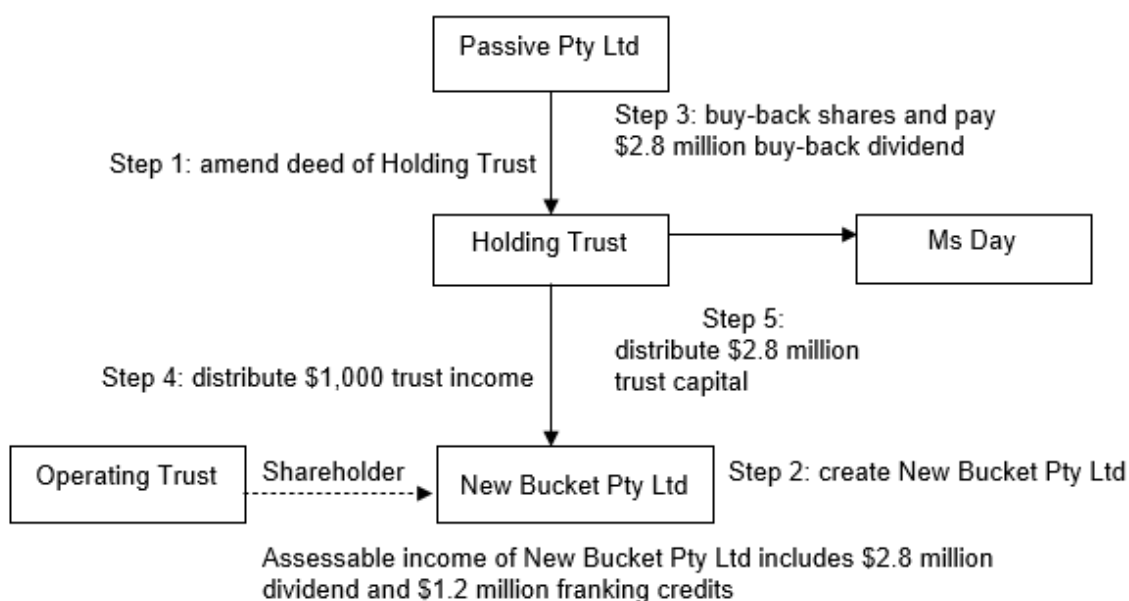 Passive Pty Ltd
Step 3: buy-back shares and pay
$2.8 million buy-back dividend
Step 1: amend deed of Holding Trust
Holding Trust
Ms Day
Step 5:
distribute $2.8 million
trust capital
Step 4: distribute $1,000 trust income
Operating Trust
Shareholder
New Bucket Pty Ltd
Step 2: create New Bucket Pty Ltd
Assessable income of New Bucket Pty Ltd includes $2.8 million
dividend and $1.2 million franking credits